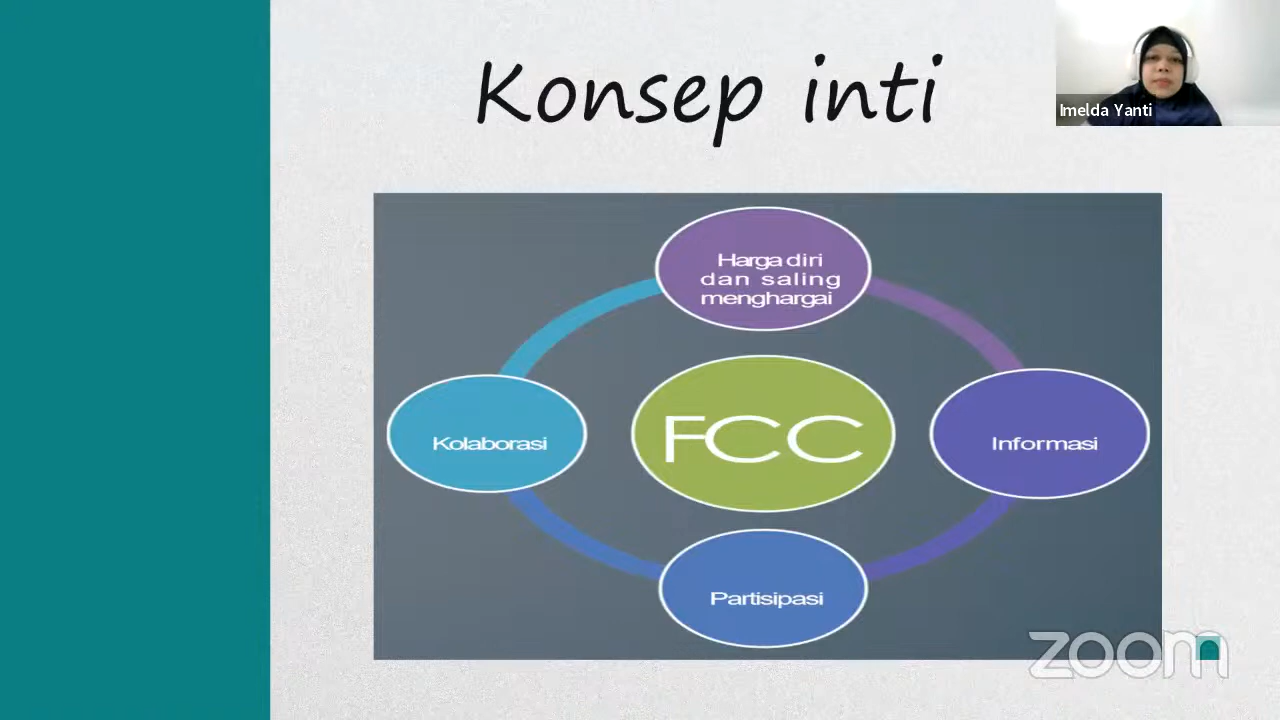 Konsep inti
Imelda Yanti
Harga diri
dan saling
menghargai
Kolaborasi
FCC
Informasi
Partisipasi
zoom